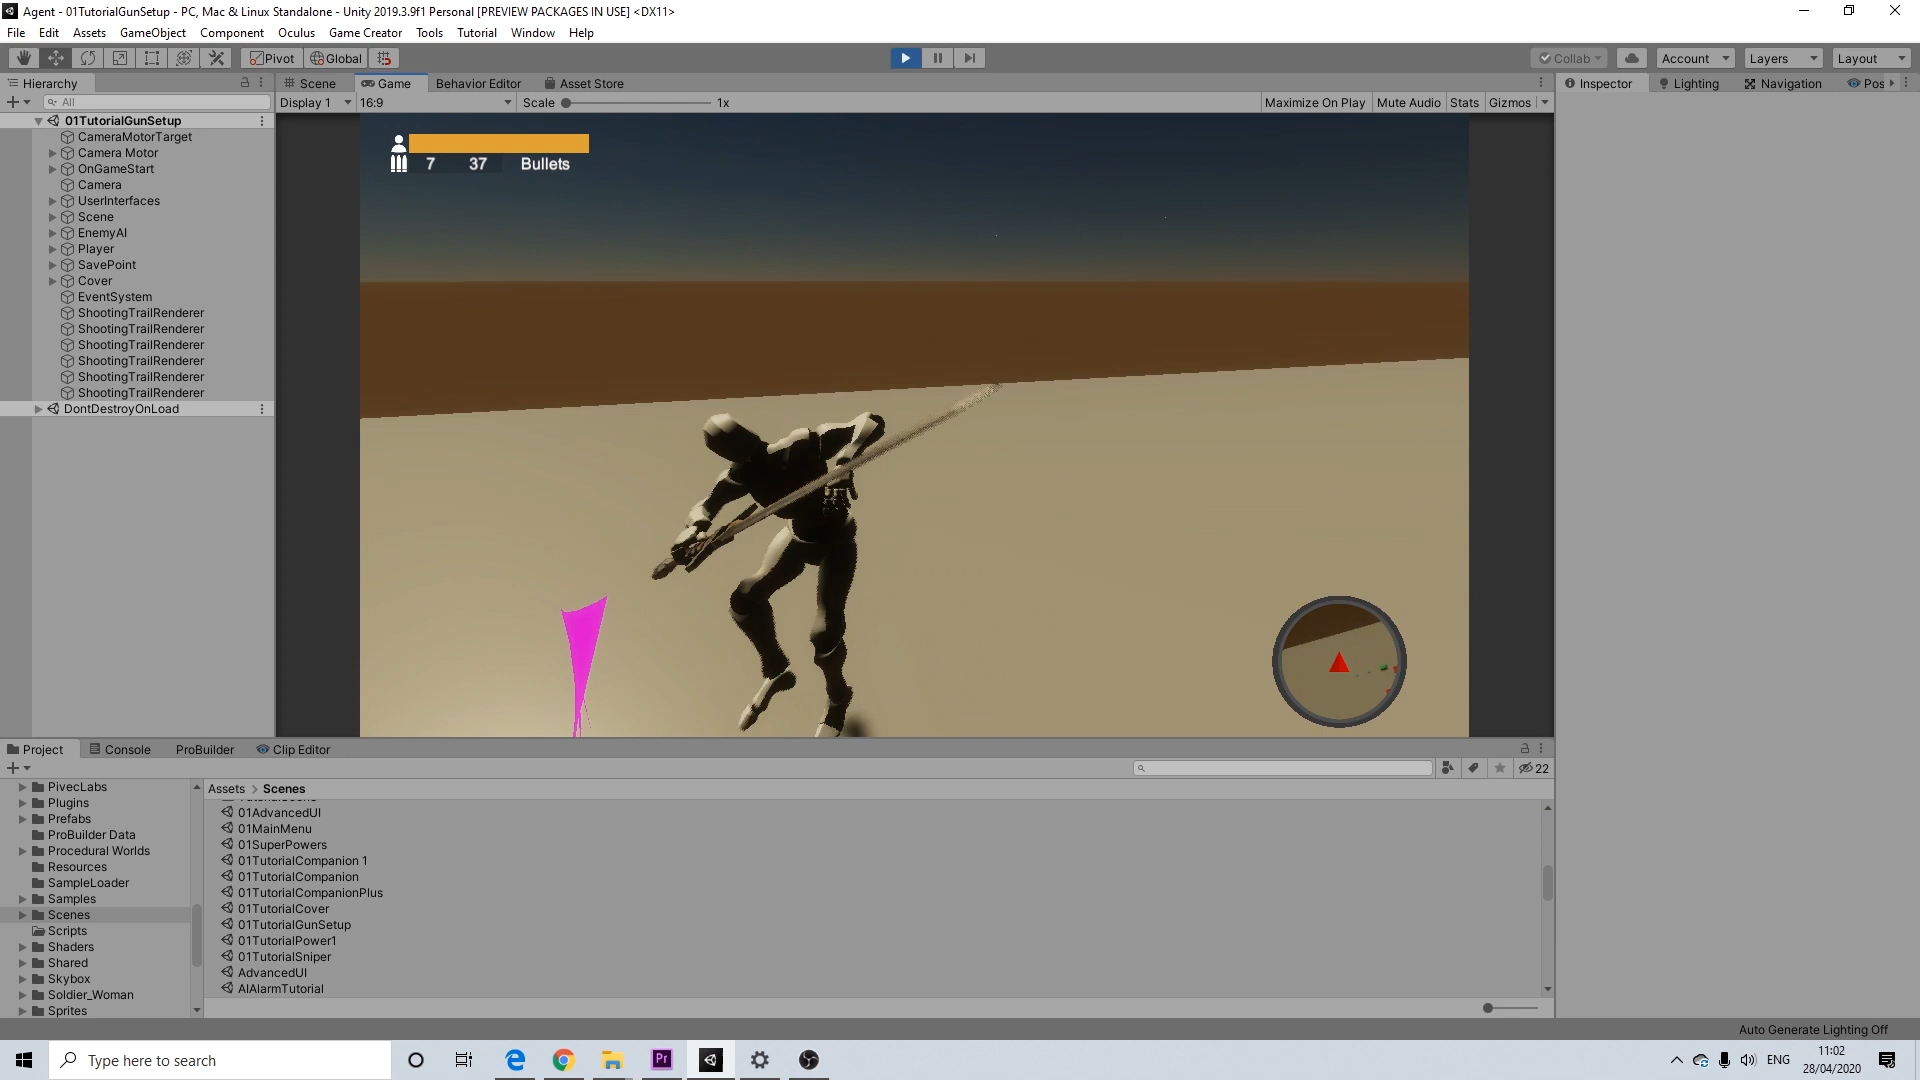 Agent - 01TutorialGunSetup - PC, Mac & Linux Standalone - Unity 2019.3.9f1 Personal [PREVIEW PACKAGES IN USE] <DX11>
File Edit Assets GameObject Component Oculus Game Creator Tools Tutorial Window Help
Pivot Global Collab Account Layers Layout
Hierarchy Scene Game Behavior Editor Asset Store Inspector Lighting Navigation Pos
All Display 1 16:9 Scale 1x Maximize On Play Mute Audio Stats Gizmos
01TutorialGunSetup
CameraMotorTarget
Camera Motor
OnGameStart
Camera
UserInterfaces
Scene
EnemyAI
Player
SavePoint
Cover
EventSystem
ShootingTrailRenderer
ShootingTrailRenderer
ShootingTrailRenderer
ShootingTrailRenderer
ShootingTrailRenderer
ShootingTrailRenderer
DontDestroyOnLoad
7 37 Bullets
Project Console ProBuilder Clip Editor
22
PivecLabs
Plugins
Prefabs
ProBuilder Data
Procedural Worlds
Resources
SampleLoader
Samples
Scenes
Scripts
Shaders
Shared
Skybox
Soldier_Woman
Sprites
Assets > Scenes
01AdvancedUI
01MainMenu
01SuperPowers
01TutorialCompanion 1
01TutorialCompanion
01TutorialCompanionPlus
01TutorialCover
01TutorialGunSetup
01TutorialPower1
01TutorialSniper
AdvancedUI
AIAlarmTutorial
Auto Generate Lighting Off
Type here to search
Pr
ENG
11:02
28/04/2020